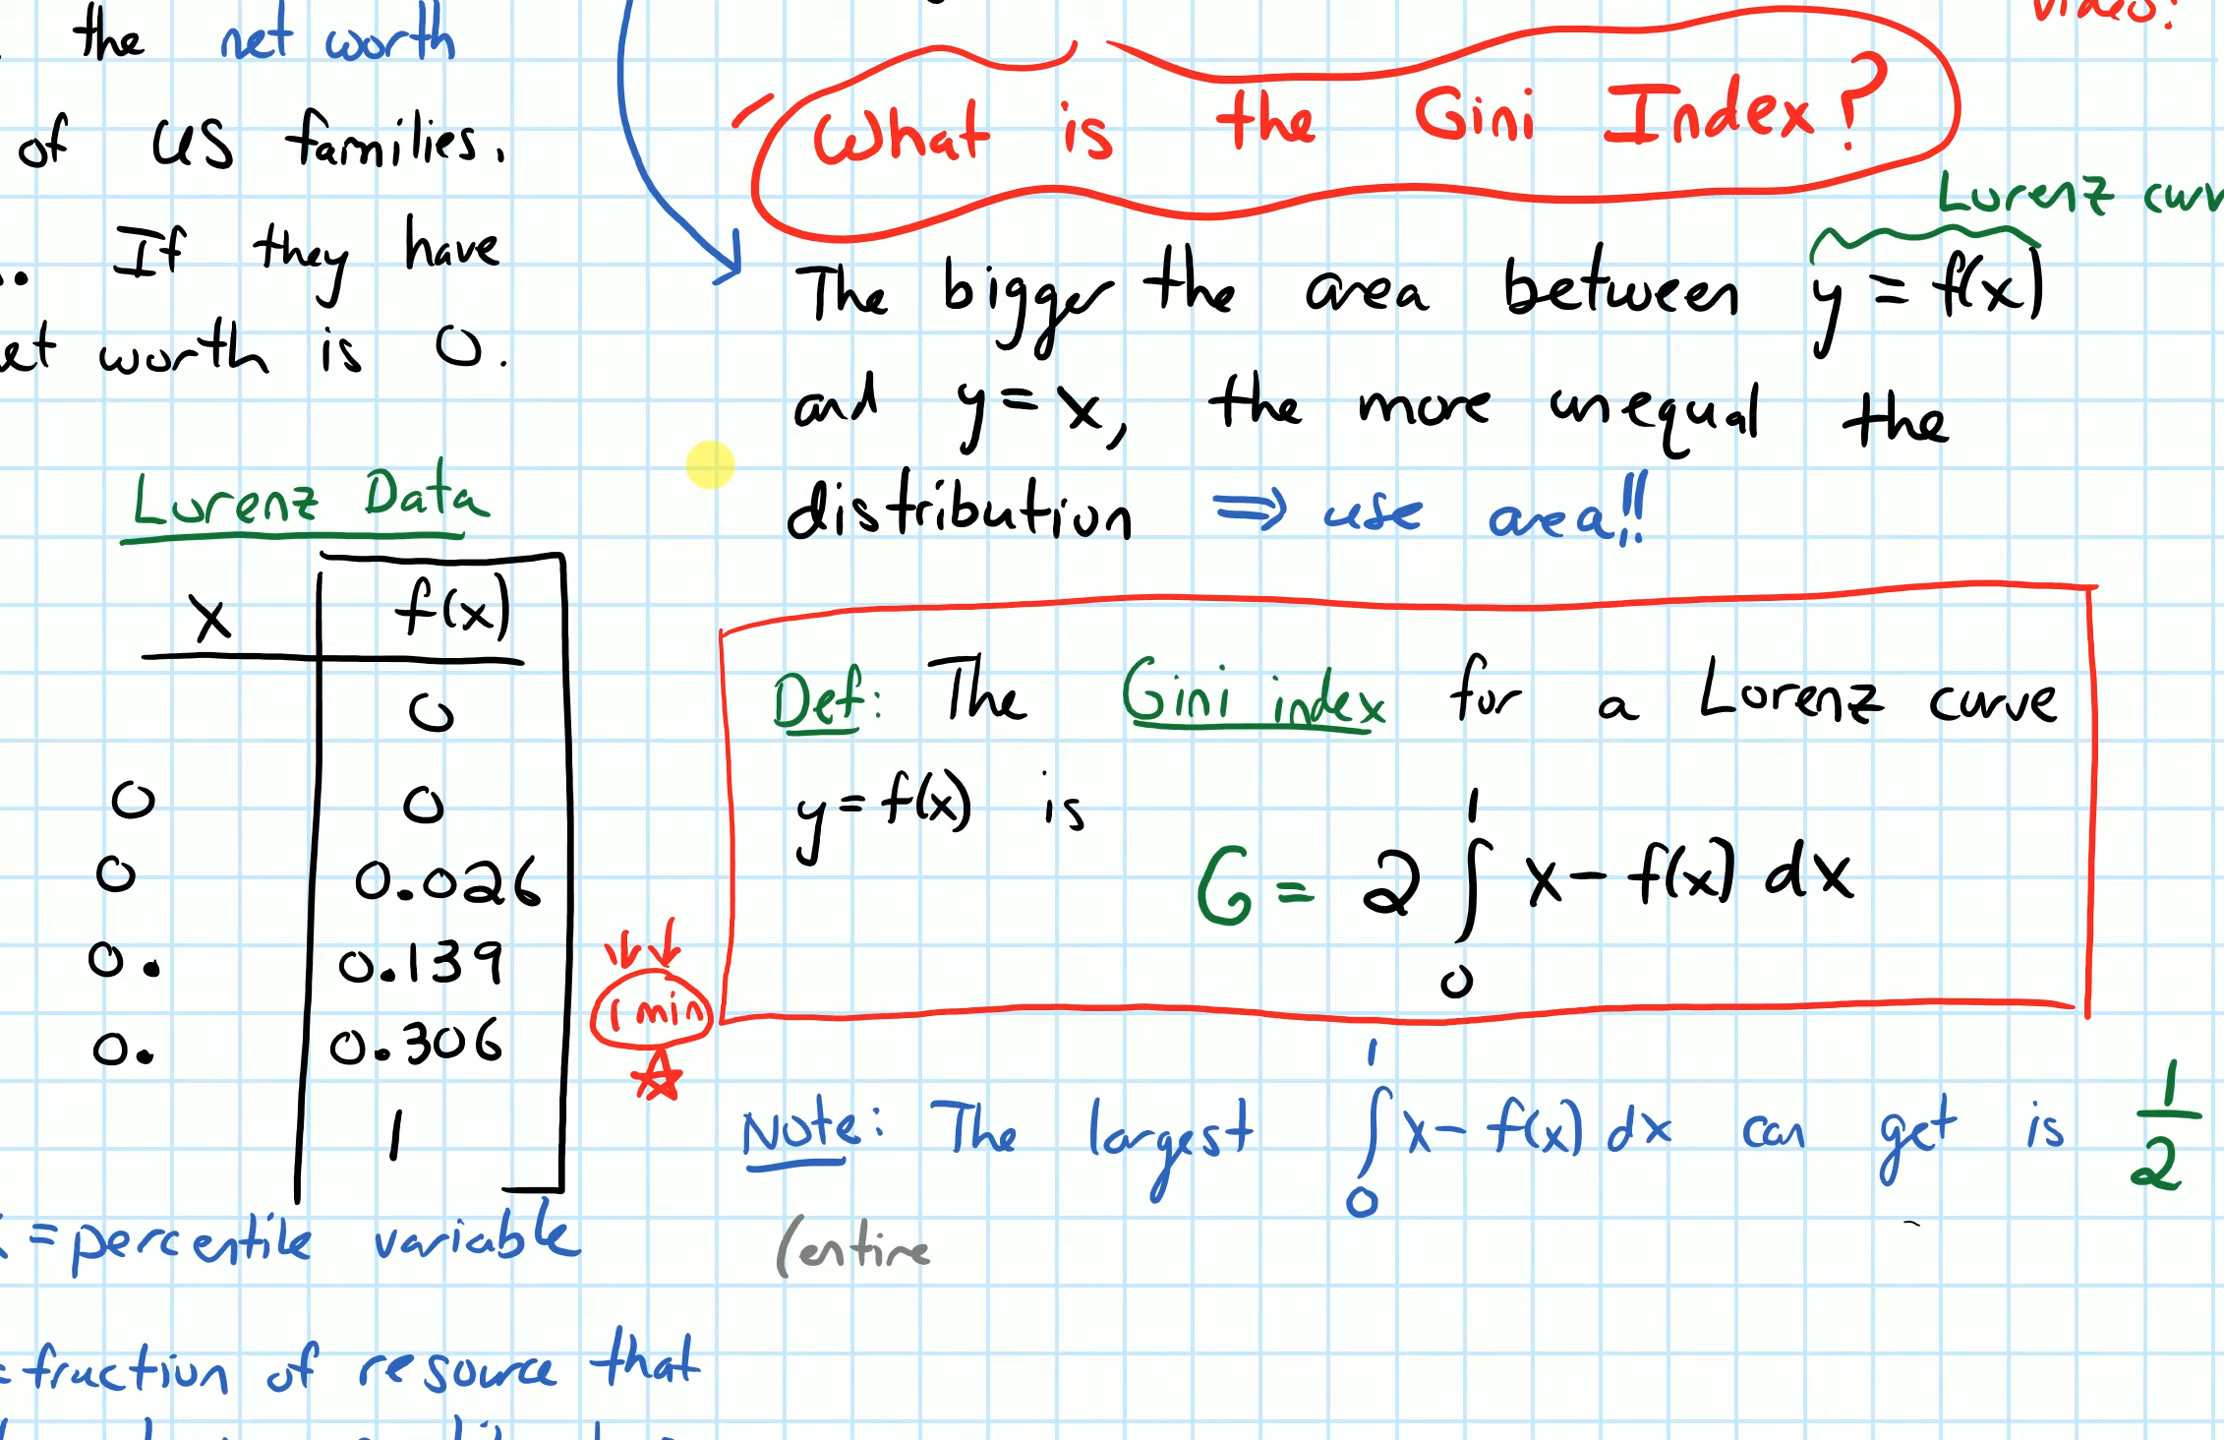 the net worth
of US families.
If they have
worth is 0.
Lorenz Data
x f(x)
0
0 0
0 0.026
0. 0.139
0. 0.306
1
= percentile variable
fraction of resource that
video!
What is the Gini Index?
Lorenz
The bigger the area between y = f(x)
and y = x, the more unequal the
distribution ⇒ use area!!
Def: The Gini index for a Lorenz curve
y = f(x) is
G = 2 ∫₀¹ x - f(x) dx
1 min
Note: The largest ∫₀¹ x - f(x) dx can get is 1/2
(entire